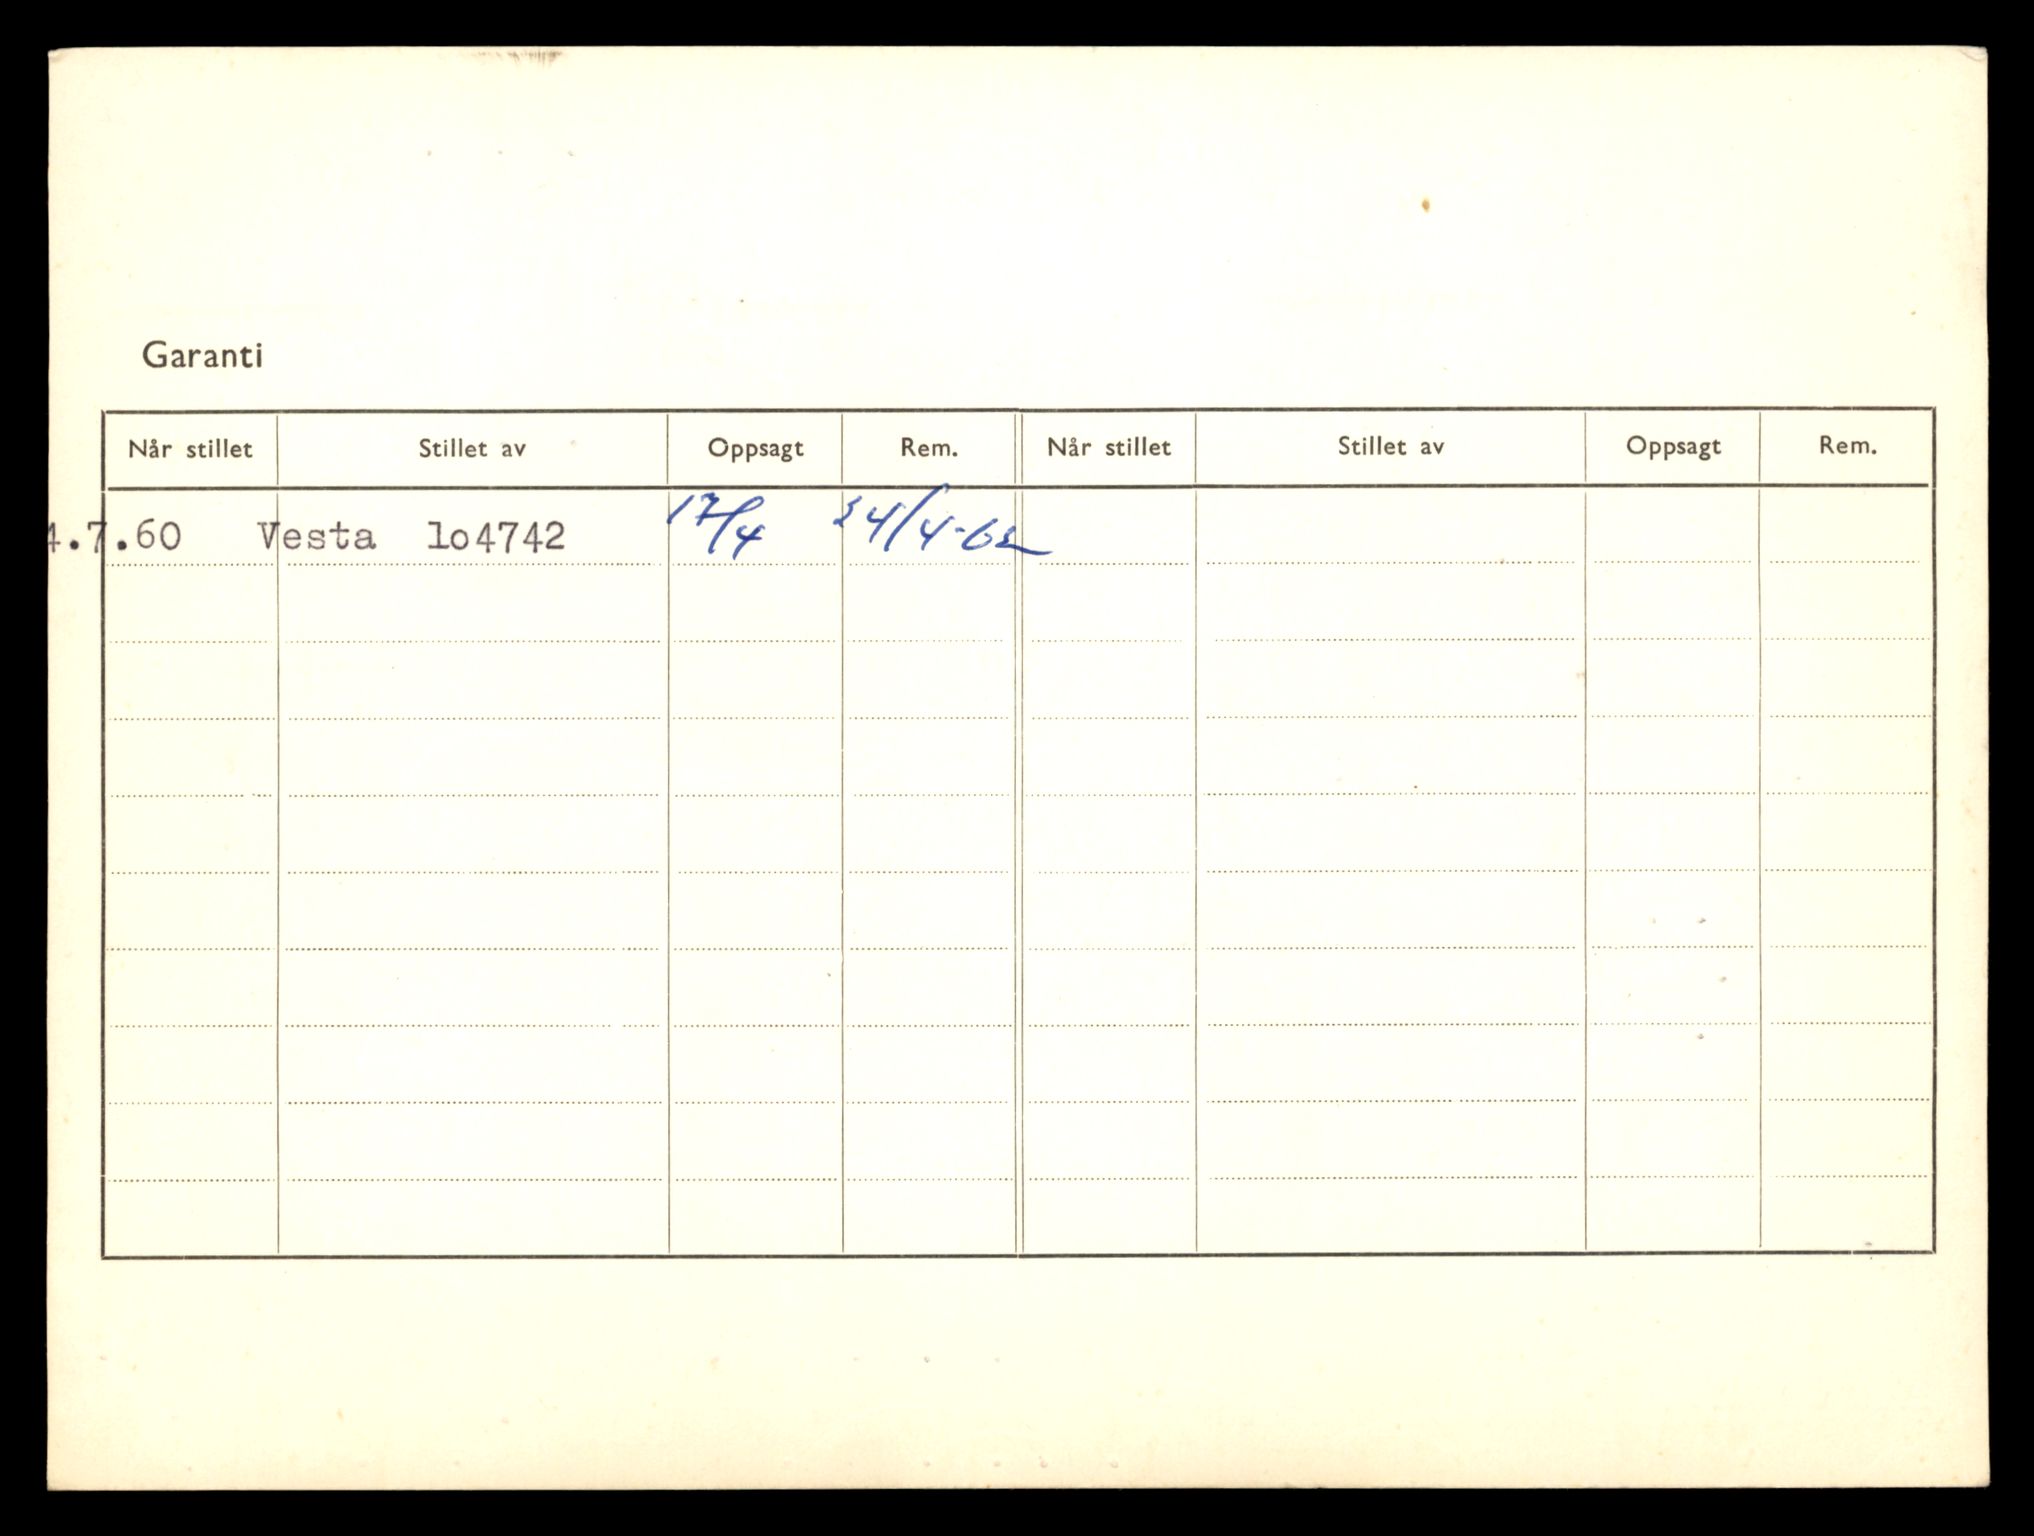 Garanti
Når stillet Stillet av Oppsagt Rem. Når stillet Stillet av Oppsagt Rem.
4.7.60 Vesta lo4742 17/4 24/4-62